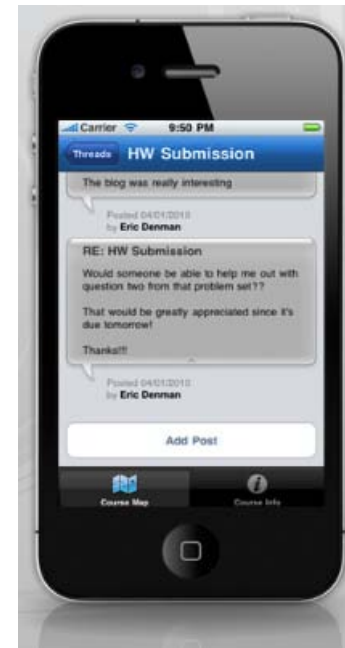 Carrier 9:50 PM
Threads HW Submission
The blog was really interesting
Posted 04/01/2010
by Eric Denman
RE: HW Submission
Would someone be able to help me out with
question two from that problem set??
That would be greatly appreciated since it's
due tomorrow!
Thanks!!!
Posted 04/01/2010
by Eric Denman
Add Post
Course Map Course Info